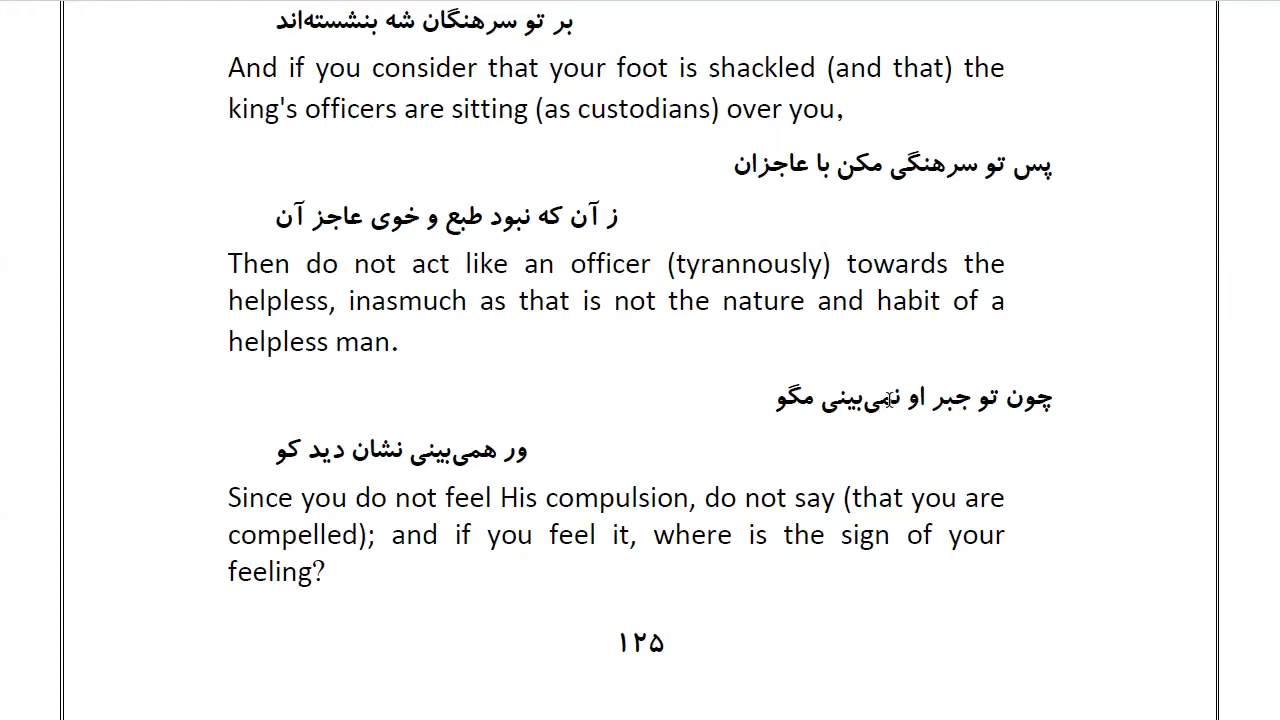 بر تو سرهنگان شه بنشسته‌اند
And if you consider that your foot is shackled (and that) the
king's officers are sitting (as custodians) over you,
پس تو سرهنگی مکن با عاجزان
ز آن که نبود طبع و خوی عاجز آن
Then do not act like an officer (tyrannously) towards the
helpless, inasmuch as that is not the nature and habit of a
helpless man.
چون تو جبر او نمی‌بینی مگو
ور همی‌بینی نشان دید کو
Since you do not feel His compulsion, do not say (that you are
compelled); and if you feel it, where is the sign of your
feeling?
۱۲۵